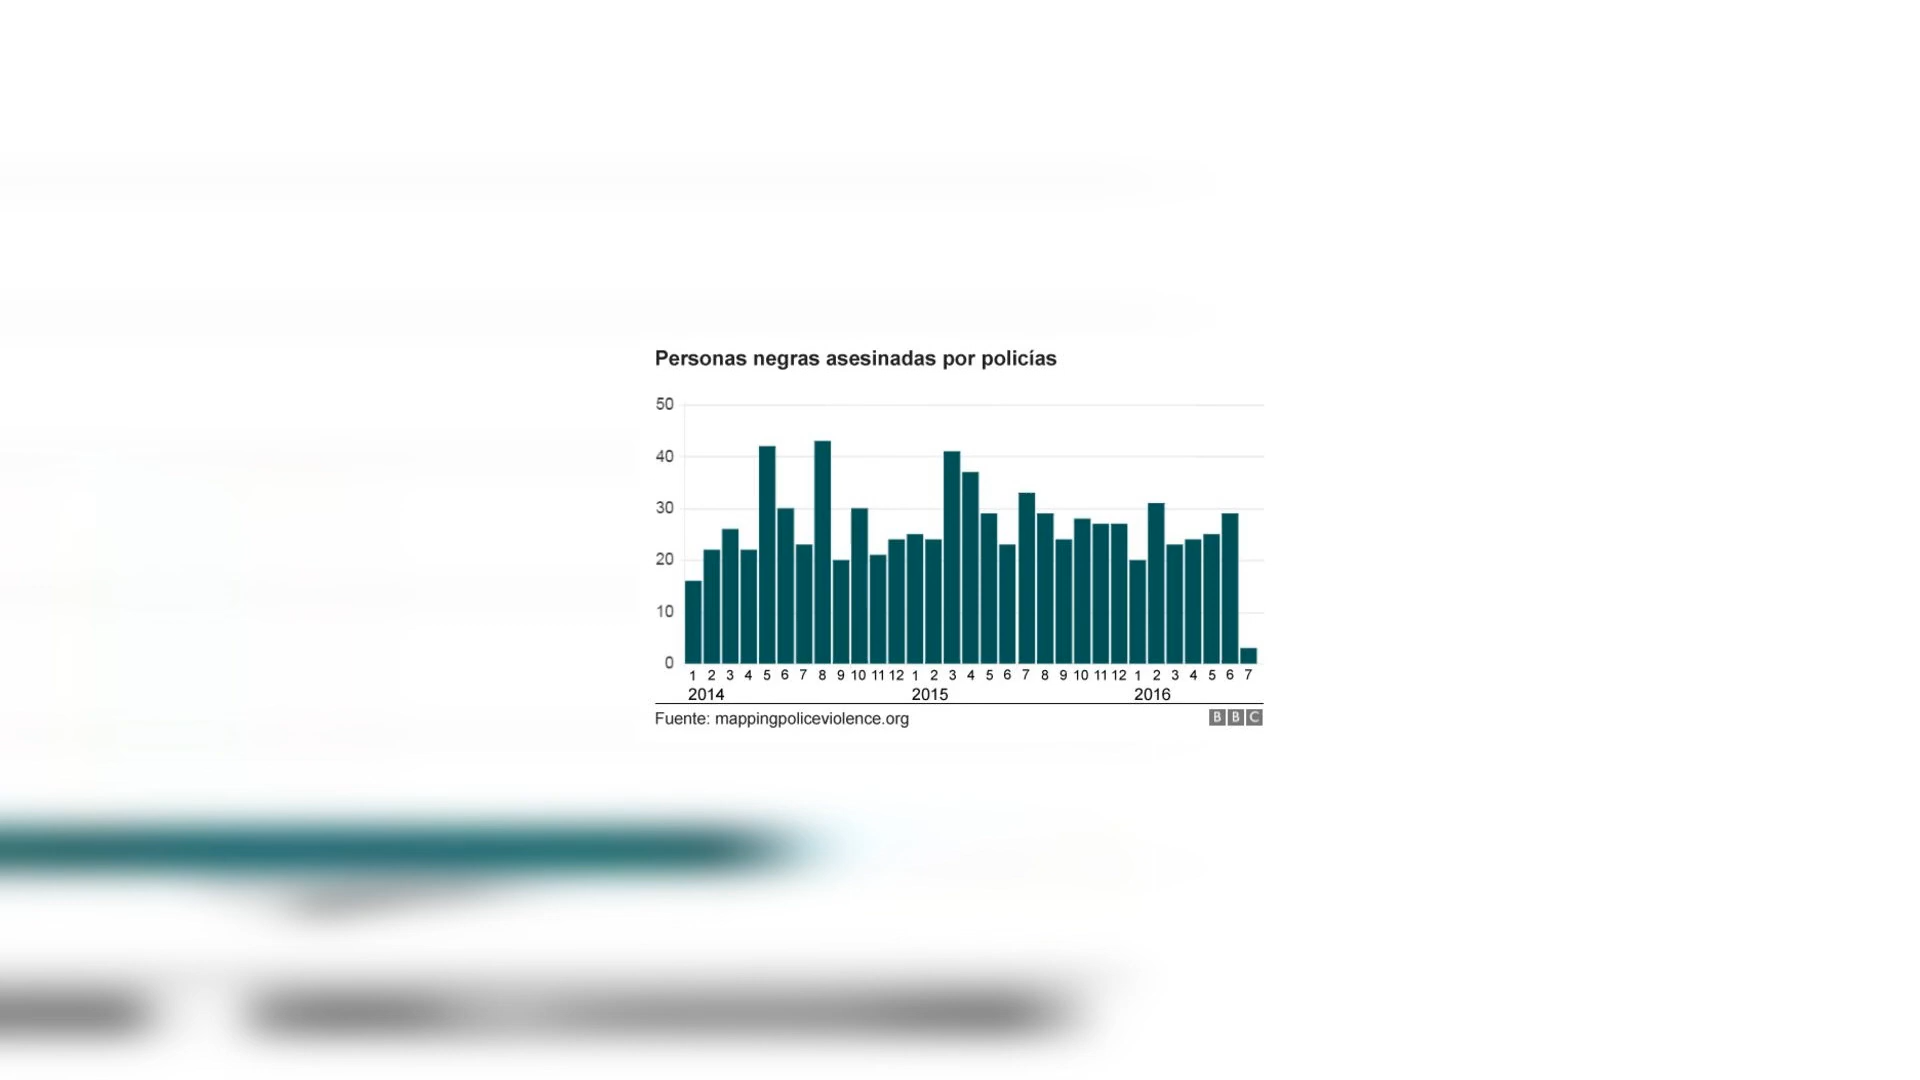 Personas negras asesinadas por policías
50
40
30
20
10
0
1 2 3 4 5 6 7 8 9 10 11 12 1 2 3 4 5 6 7 8 9 10 11 12 1 2 3 4 5 6 7
2014 2015 2016
Fuente: mappingpoliceviolence.org BBC